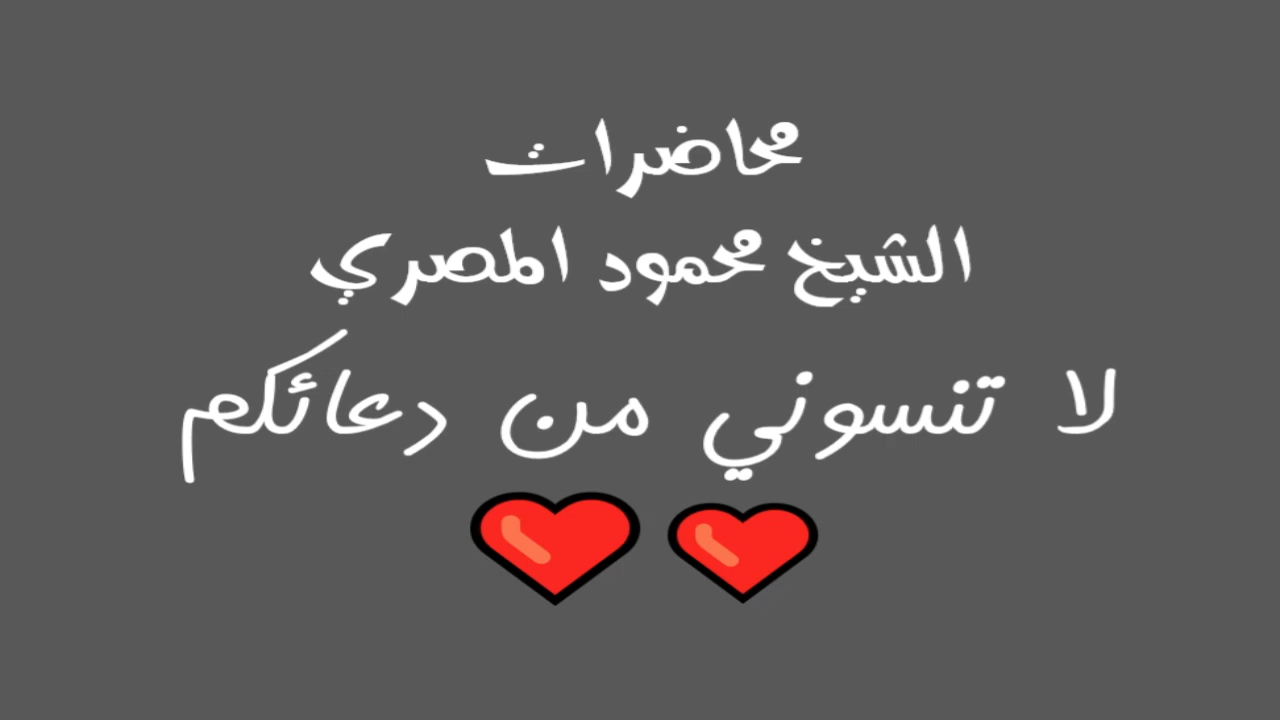 محاضرات
الشيخ محمود المصري
لا تنسوني من دعائكم